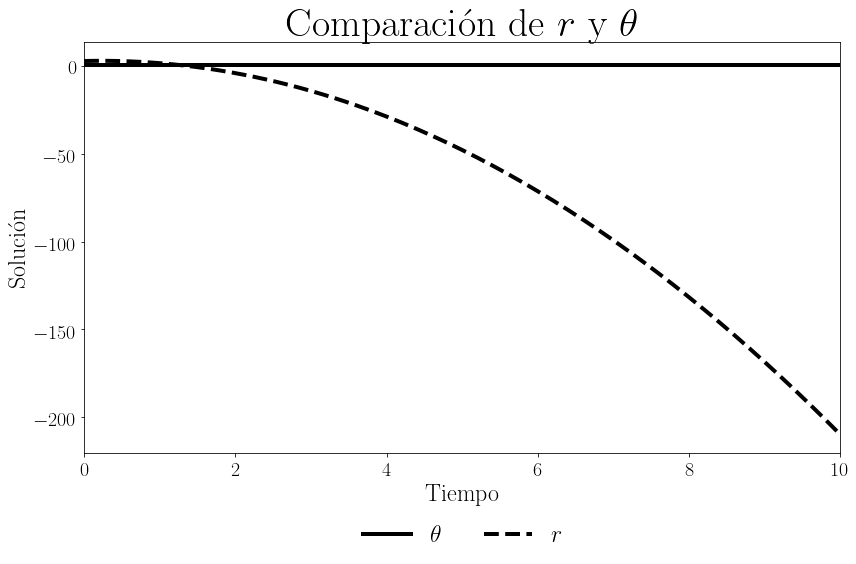 Comparación de r y θ
0
−50
−100
−150
−200
Solución
0 2 4 6 8 10
Tiempo
θ r